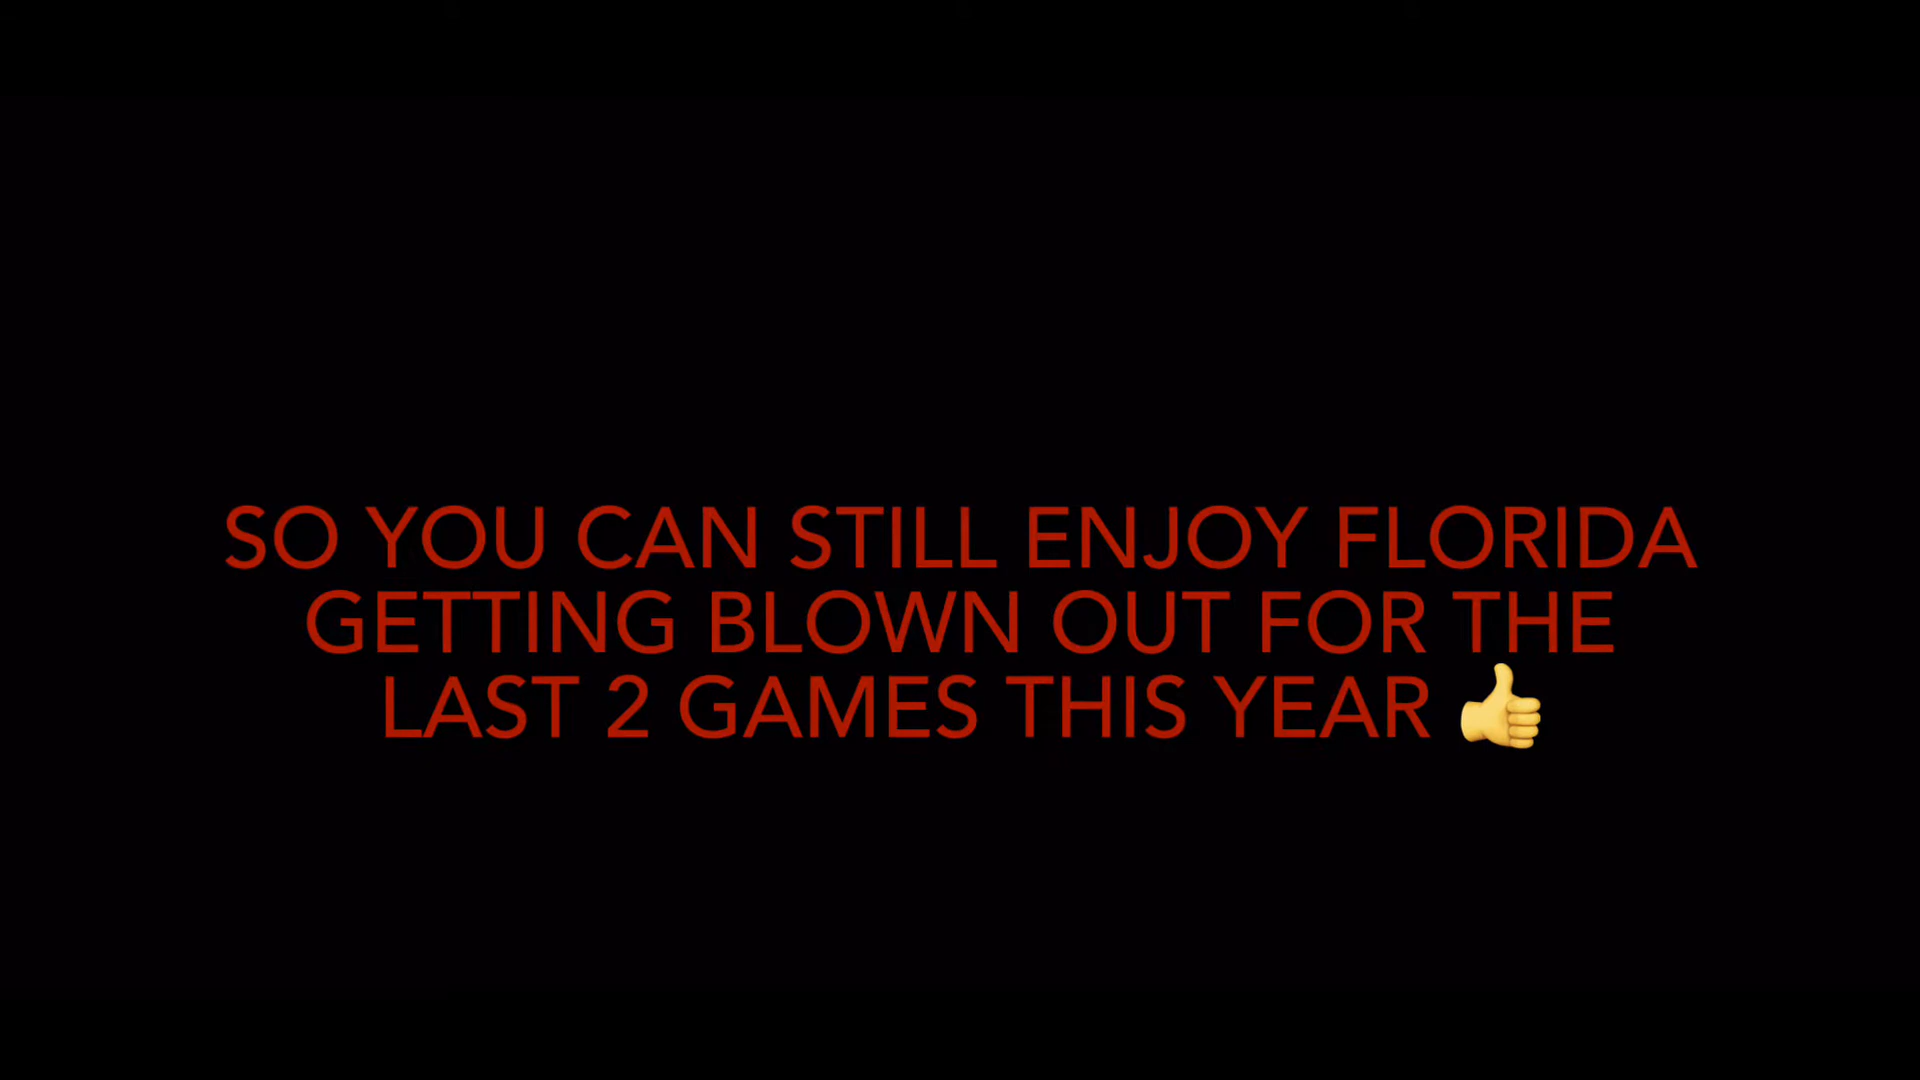 SO YOU CAN STILL ENJOY FLORIDA
GETTING BLOWN OUT FOR THE
LAST 2 GAMES THIS YEAR 👍